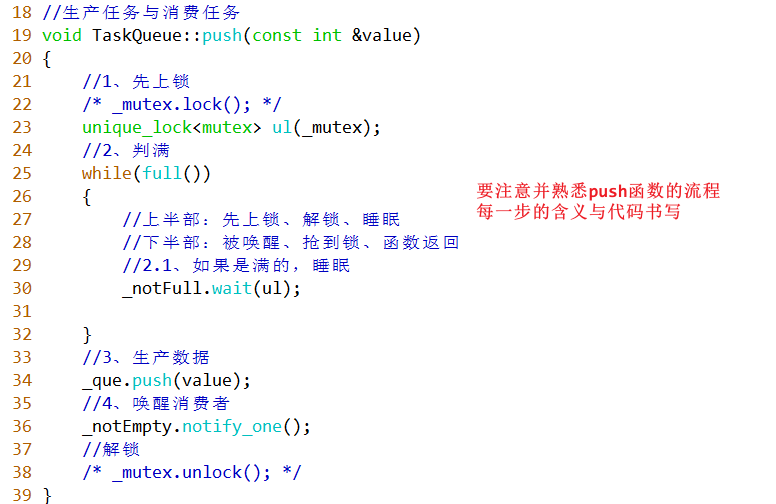 18 //生产任务与消费任务
19 void TaskQueue::push(const int &value)
20 {
21     //1、先上锁
22     /* _mutex.lock(); */
23     unique_lock<mutex> ul(_mutex);
24     //2、判满
25     while(full())
26     {
27         //上半部：先上锁、解锁、睡眠
28         //下半部：被唤醒、抢到锁、函数返回
29         //2.1、如果是满的，睡眠
30         _notFull.wait(ul);
31
32     }
33     //3、生产数据
34     _que.push(value);
35     //4、唤醒消费者
36     _notEmpty.notify_one();
37     //解锁
38     /* _mutex.unlock(); */
39 }
要注意并熟悉push函数的流程
每一步的含义与代码书写